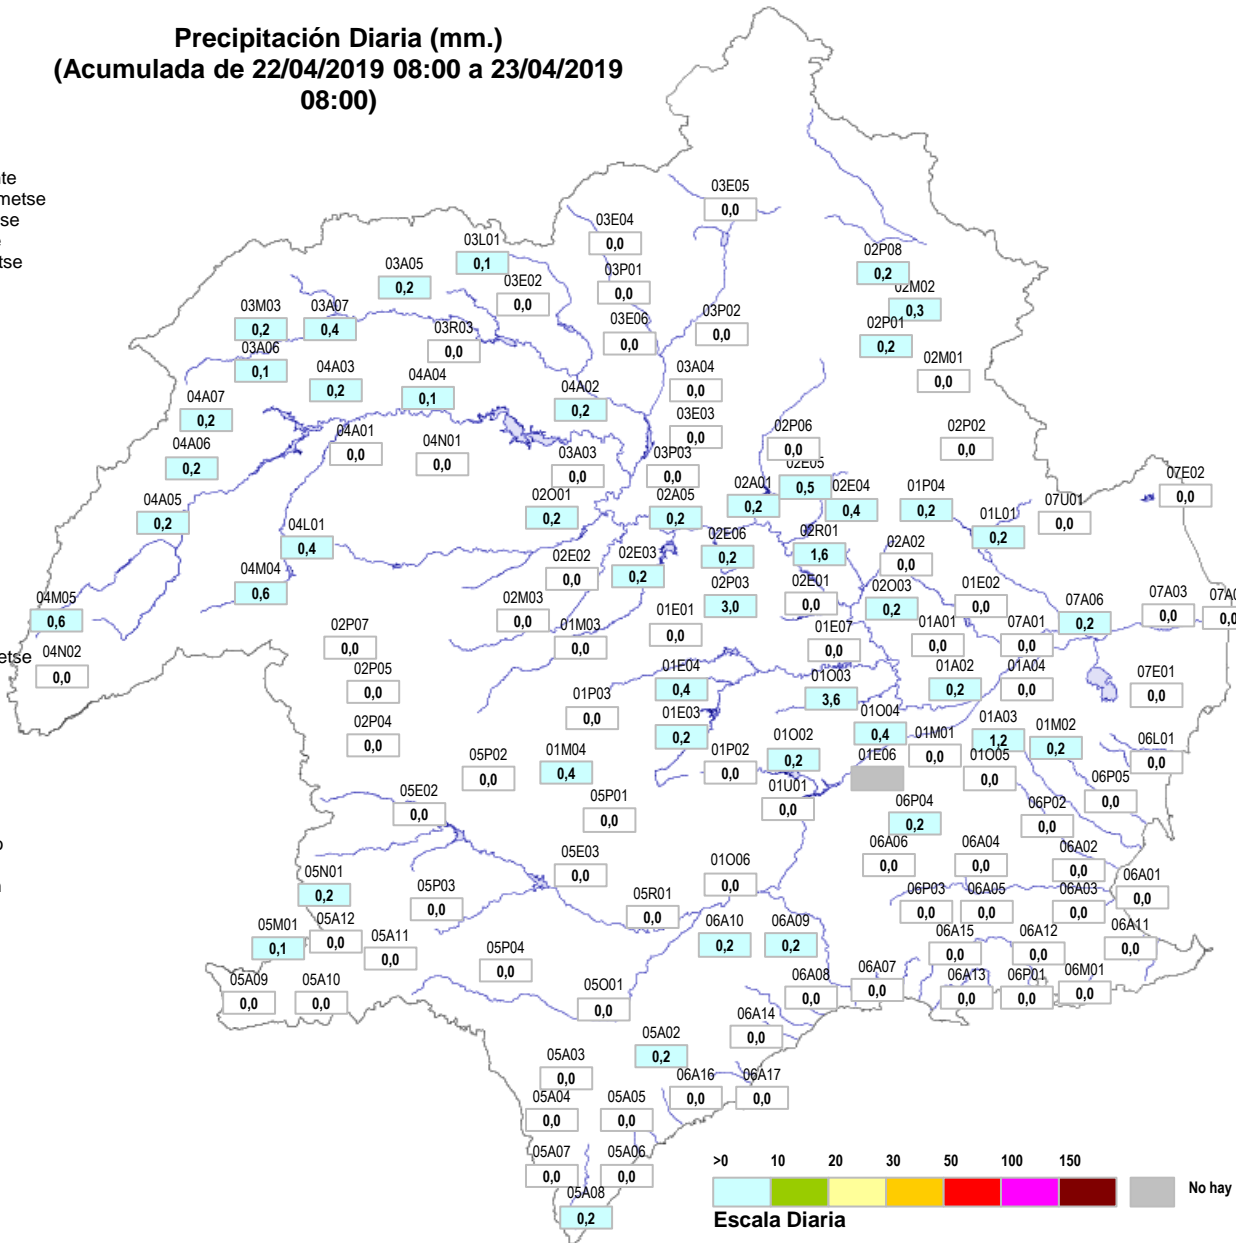 Precipitación Diaria (mm.)
(Acumulada de 22/04/2019 08:00 a 23/04/2019
08:00)
nte
metse
se
e
tse
etse
o
n
03E05
0,0
03E04
0,0
03L01
0,1
02P08
0,2
03A05
0,2
03P01
0,0
03E02
0,0
02M02
0,3
03M03
0,2
03A07
0,4
03P02
0,0
03E06
0,0
02P01
0,2
03R03
0,0
03A06
0,1
02M01
0,0
04A03
0,2
03A04
0,0
04A04
0,1
04A02
0,2
04A07
0,2
03E03
0,0
02P06
0,0
02P02
0,0
04A01
0,0
04A06
0,2
04N01
0,0
03A03
0,0
03P03
0,0
02E05
0,5
07E02
0,0
02A01
0,2
02E04
0,4
01P04
0,2
04A05
0,2
02O01
0,2
02A05
0,2
07U01
0,0
01L01
0,2
04L01
0,4
02E06
0,2
02R01
1,6
02A02
0,0
02E02
0,0
02E03
0,2
04M04
0,6
02P03
3,0
02E01
0,0
02O03
0,2
01E02
0,0
07A03
0,0
07A0
0,0
04M05
0,6
02M03
0,0
01E01
0,0
07A06
0,2
02P07
0,0
01M03
0,0
01E07
0,0
01A01
0,0
07A01
0,0
04N02
0,0
02P05
0,0
01E04
0,4
01O03
3,6
01A02
0,2
01A04
0,0
07E01
0,0
01P03
0,0
01E03
0,2
01O04
0,4
01A03
1,2
01M02
0,2
02P04
0,0
01M01
0,0
06L01
0,0
05P02
0,0
01M04
0,4
01P02
0,0
01O02
0,2
01E06
01O05
0,0
06P05
0,0
05E02
0,0
05P01
0,0
01U01
0,0
06P04
0,2
06P02
0,0
05E03
0,0
01O06
0,0
06A06
0,0
06A04
0,0
06A02
0,0
05N01
0,2
05P03
0,0
05R01
0,0
06P03
0,0
06A05
0,0
06A03
0,0
06A01
0,0
05M01
0,1
05A12
0,0
05A11
0,0
06A10
0,2
06A09
0,2
06A15
0,0
06A12
0,0
06A11
0,0
05P04
0,0
05A09
0,0
05A10
0,0
05O01
0,0
06A08
0,0
06A07
0,0
06A13
0,0
06P01
0,0
06M01
0,0
06A14
0,0
05A02
0,2
05A03
0,0
06A16
0,0
06A17
0,0
05A04
0,0
05A05
0,0
05A07
0,0
05A06
0,0
05A08
0,2
>0 10 20 30 50 100 150
No hay
Escala Diaria